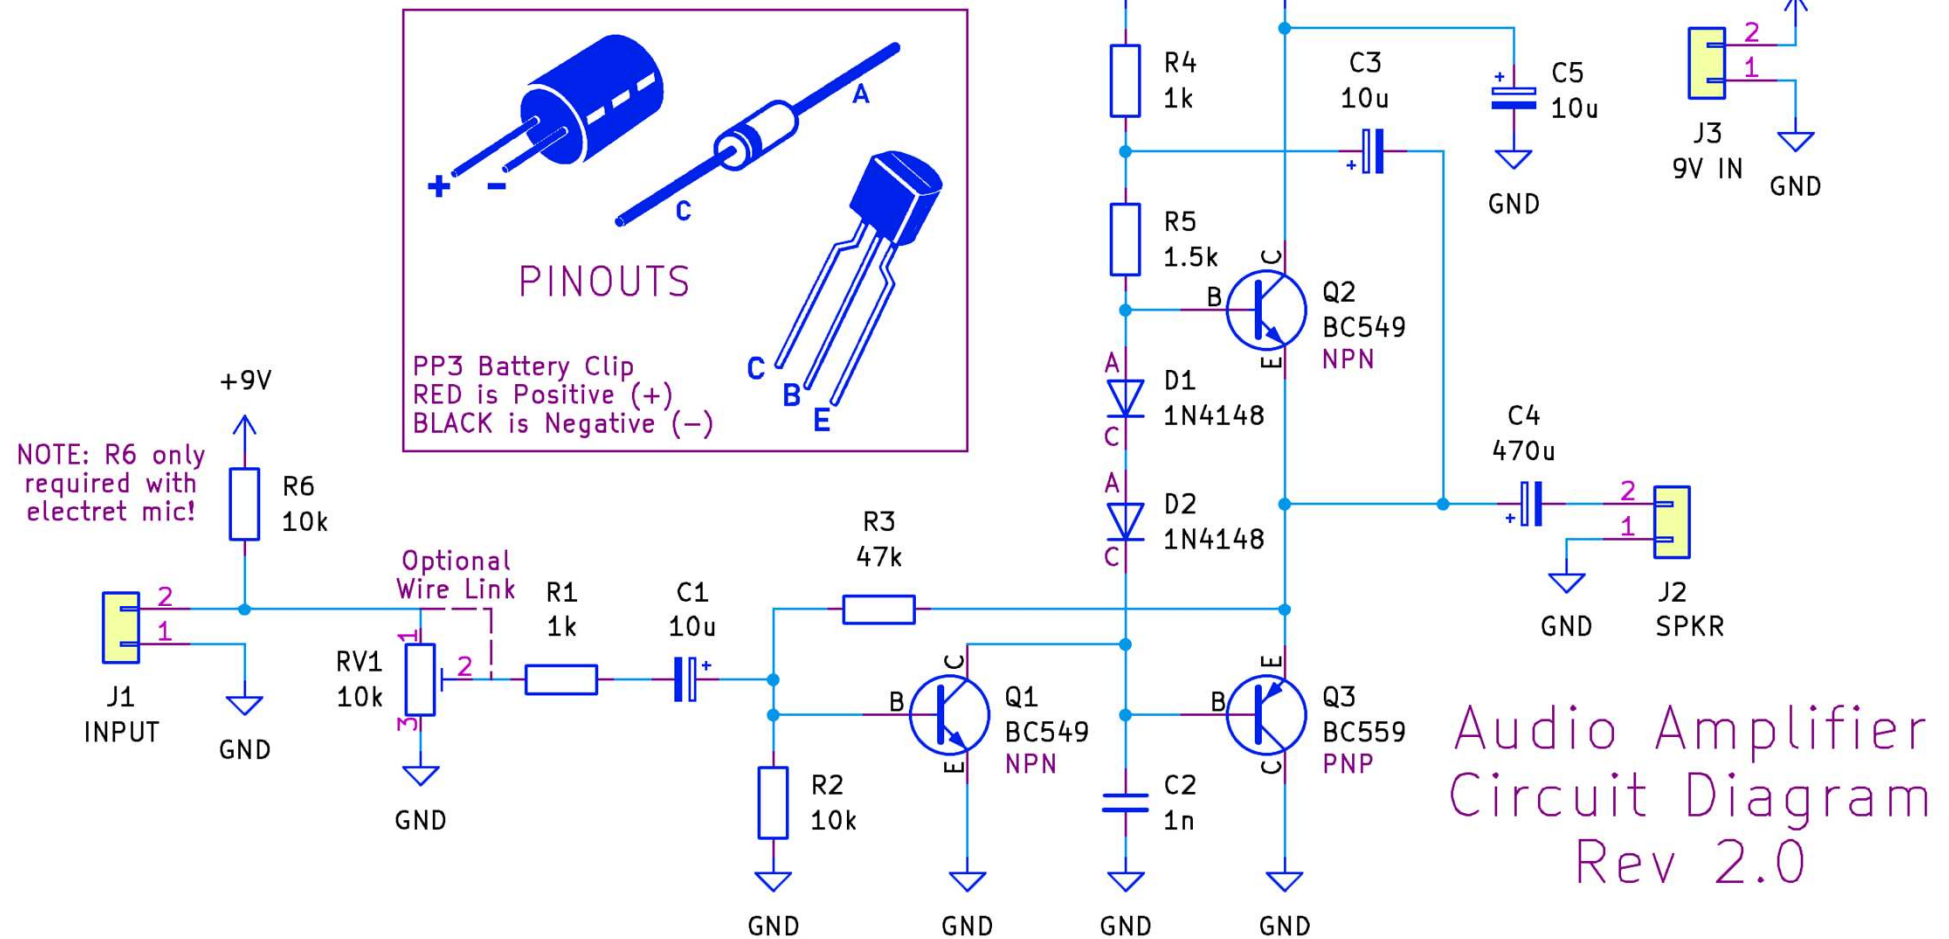 A
C
+ -
PINOUTS
C
B
E
PP3 Battery Clip
RED is Positive (+)
BLACK is Negative (-)
R4
1k
C3
10u
+
+
C5
10u
GND
2
1
J3
9V IN
GND
R5
1.5k
C
B
E
Q2
BC549
NPN
A
D1
1N4148
C
A
D2
1N4148
C
C4
470u
+
2
1
J2
SPKR
GND
+9V
NOTE: R6 only
required with
electret mic!
R6
10k
Optional
Wire Link
2
1
J1
INPUT
GND
1
RV1
10k
2
3
GND
R1
1k
C1
10u
+
R3
47k
R2
10k
GND
C
B
E
Q1
BC549
NPN
GND
C2
1n
GND
E
B
C
Q3
BC559
PNP
GND
Audio Amplifier
Circuit Diagram
Rev 2.0